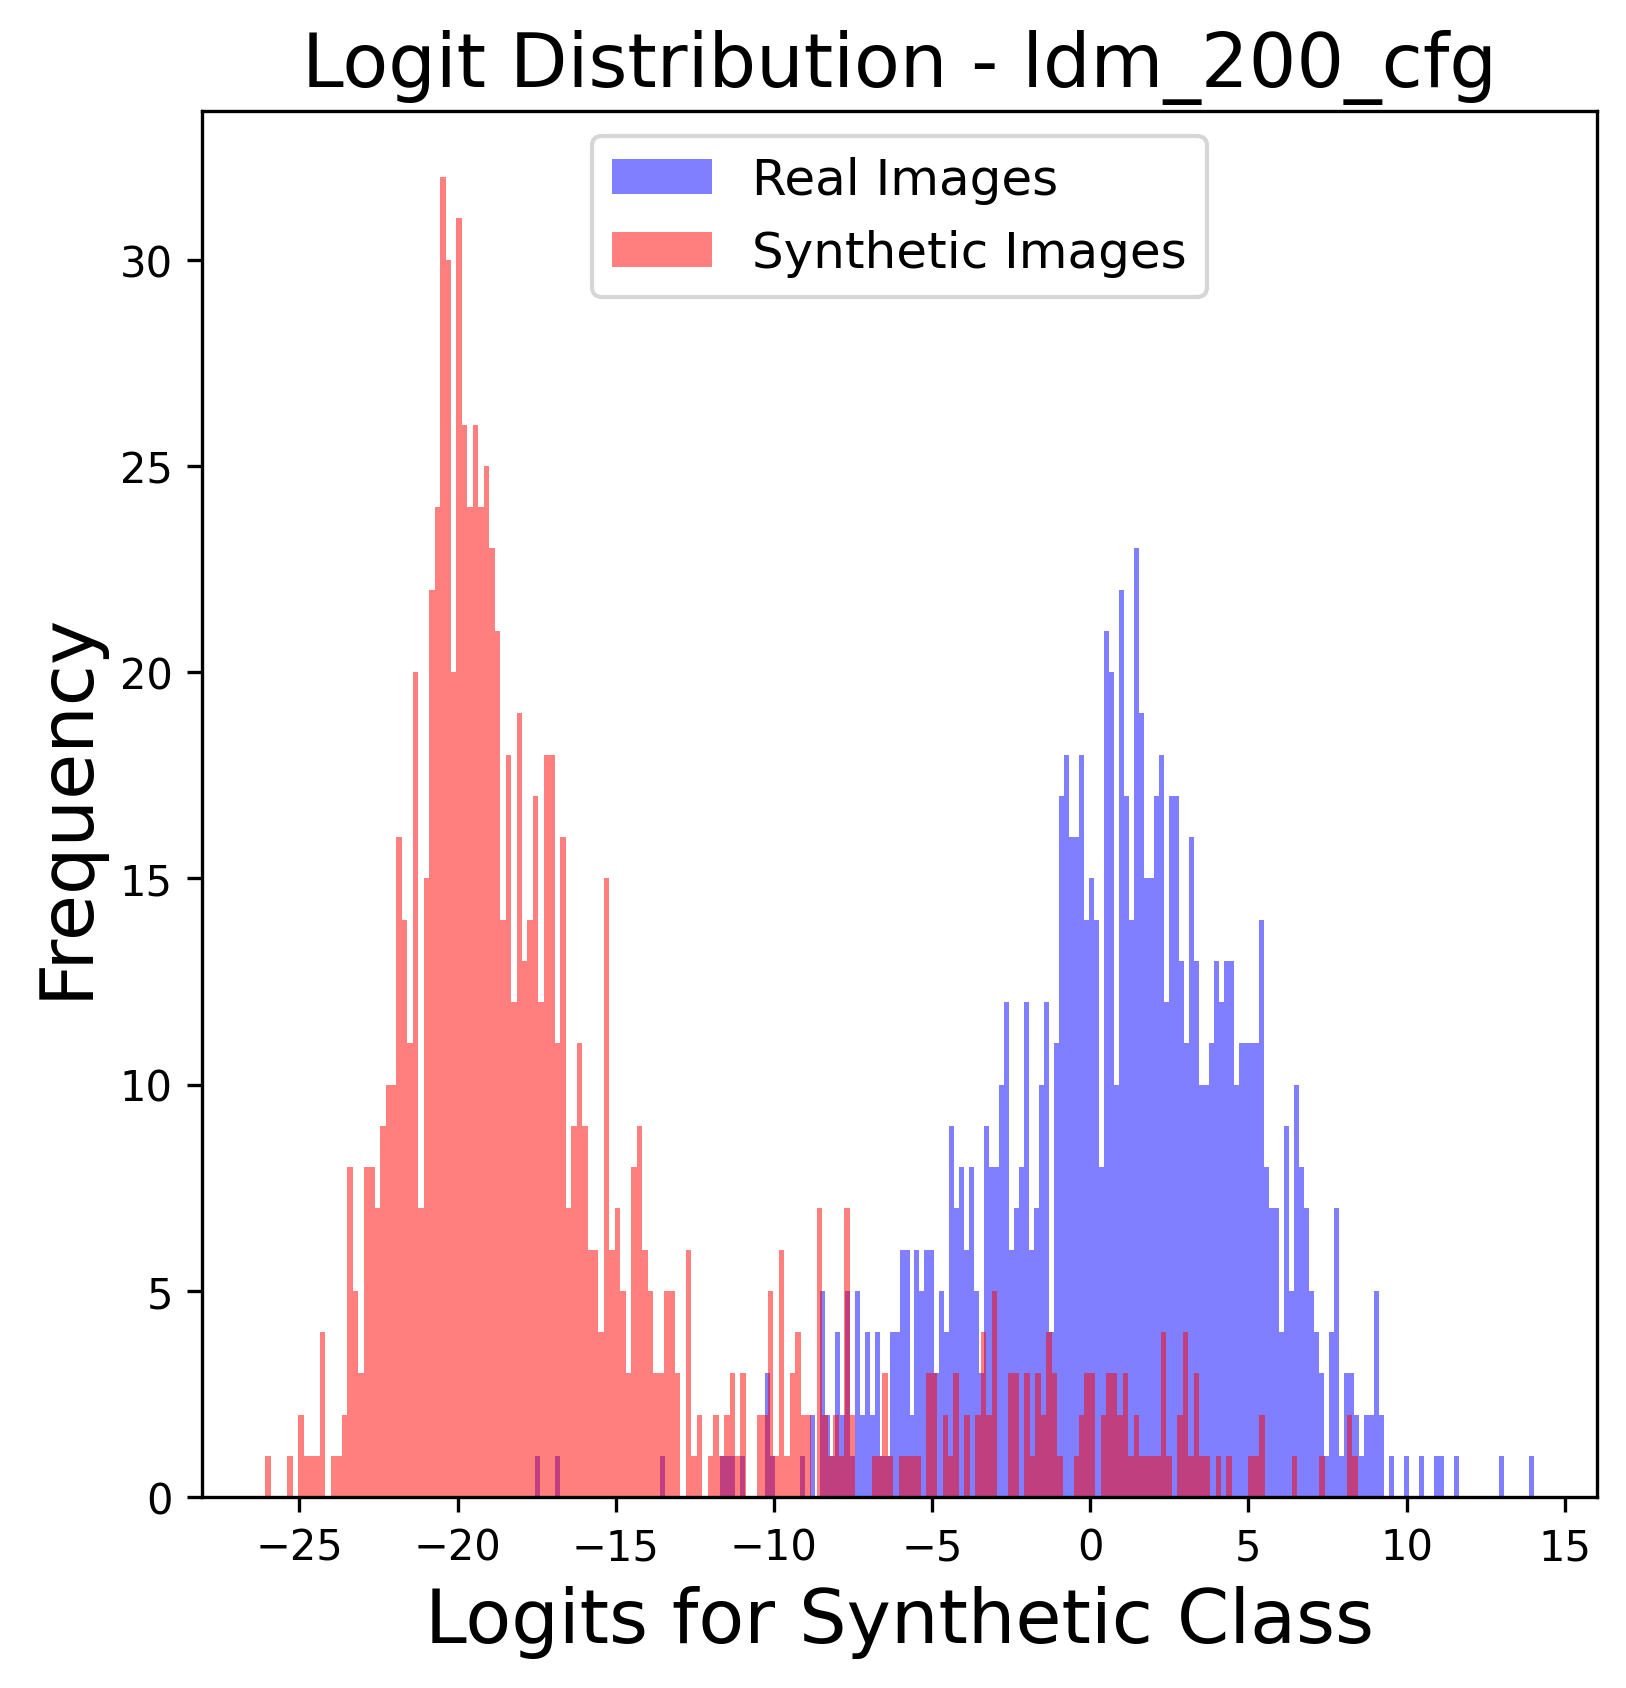 Logit Distribution - ldm_200_cfg
Real Images
Synthetic Images
30
25
20
15
10
5
0
Frequency
−25 −20 −15 −10 −5 0 5 10 15
Logits for Synthetic Class